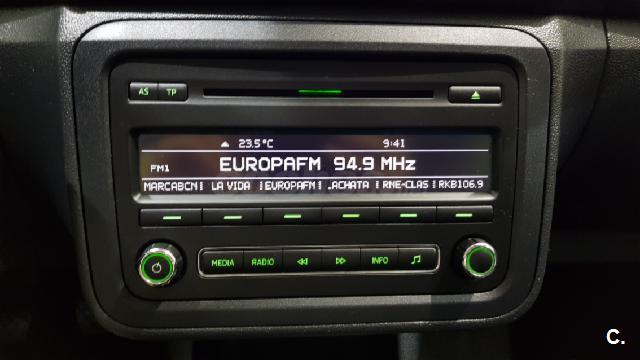 AS TP
23.5°C 9:41
FM1 EUROPAFM 94.9 MHz
MARCABCN LA VIDA EUROPAFM .ACHATA RNE-CLAS RKB106.9
MEDIA RADIO INFO
C.